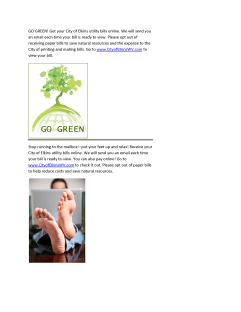 GO GREEN! Get your City of Elkins utility bills online. We will send you
an email each time your bill is ready to view. Please opt out of
receiving paper bills to save natural resources and the expense to the
City of printing and mailing bills. Go to www.CityofElkinsWV.com to
view your bill.
GO GREEN
Stop running to the mailbox—put your feet up and relax! Receive your
City of Elkins utility bills online. We will send you an email each time
your bill is ready to view. You can also pay online! Go to
www.CityofElkinsWV.com to check it out. Please opt out of paper bills
to help reduce costs and save natural resources.